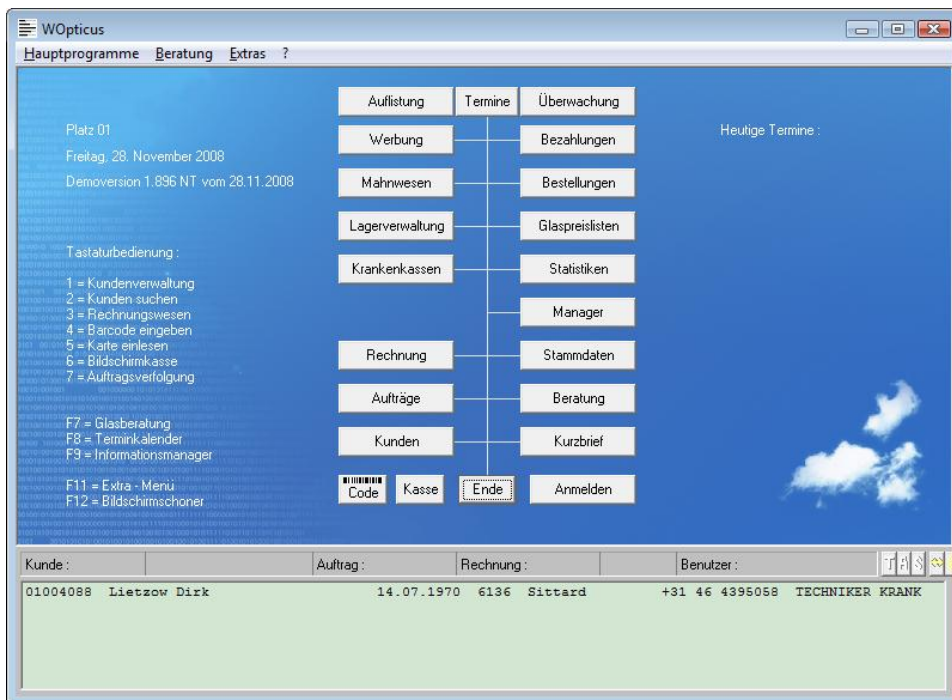 WOpticus
Hauptprogramme Beratung Extras ?
Auflistung Termine Überwachung
Platz 01
Heutige Termine :
Werbung Bezahlungen
Freitag, 28. November 2008
Demoversion 1.896 NT vom 28.11.2008
Mahnwesen Bestellungen
Lagerverwaltung Glaspreislisten
Tastaturbedienung :
Krankenkassen Statistiken
1 = Kundenverwaltung
2 = Kunden suchen
3 = Rechnungswesen
4 = Barcode eingeben
5 = Karte einlesen
6 = Bildschirmkasse
7 = Auftragsverfolgung
Manager
Rechnung Stammdaten
Aufträge Beratung
F7 = Glasberatung
F8 = Terminkalender
F9 = Informationsmanager
Kunden Kurzbrief
F11 = Extra - Menü
F12 = Bildschirmschoner
Code Kasse Ende Anmelden
Kunde : Auftrag : Rechnung : Benutzer : T A S
01004088 Lietzow Dirk 14.07.1970 6136 Sittard +31 46 4395058 TECHNIKER KRANK